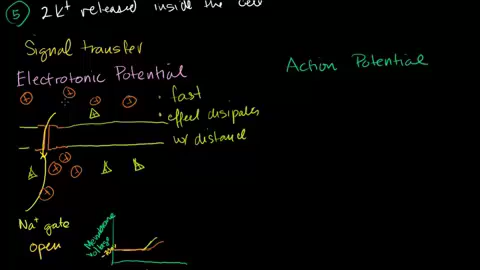 ⑤ 2K⁺ released inside the cell
Signal transfer
Electrotonic Potential
Action Potential
· fast
· effect disipates
w/ distance
Na⁺ gate
open
Membrane
Voltage